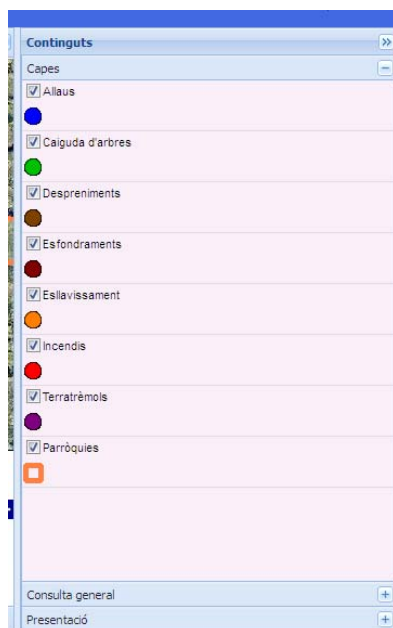 Continguts
Capes
Allaus
Caiguda d'arbres
Despreniments
Esfondraments
Esllavissament
Incendis
Terratrèmols
Parròquies
Consulta general
Presentació